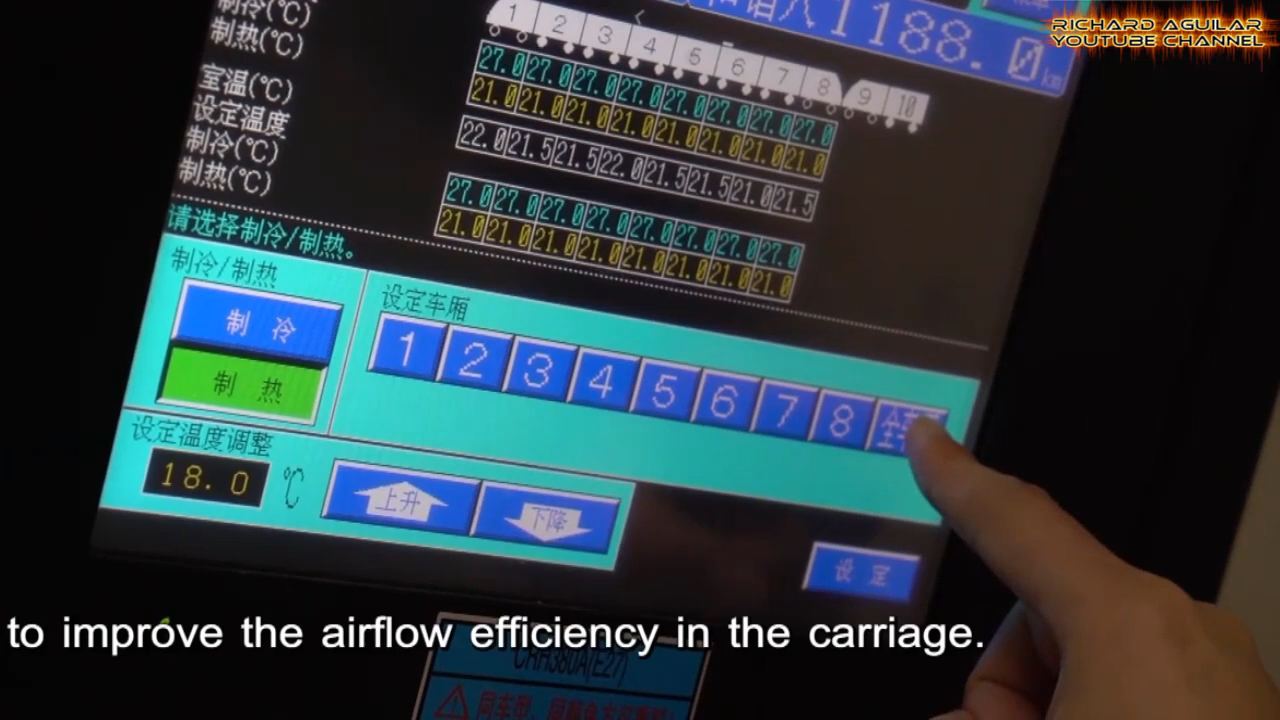 制冷(℃)
制热(℃)
室温(℃)
设定温度
制冷(℃)
制热(℃)
1 2 3 4 5 6 7 8 9 10
1188.0 km
RICHARD AGUILAR
YOUTUBE CHANNEL
27.0 27.0 27.0 27.0 27.0 27.0 27.0 27.0
21.0 21.0 21.0 21.0 21.0 21.0 21.0 21.0
22.0 21.5 21.5 22.0 21.5 21.5 21.0 21.5
27.0 27.0 27.0 27.0 27.0 27.0 27.0 27.0
21.0 21.0 21.0 21.0 21.0 21.0 21.0 21.0
请选择制冷/制热。
制冷/制热
制 冷
制 热
设定车厢
1 2 3 4 5 6 7 8 全
设定温度调整
18.0 ℃
上升
下降
设 定
to improve the airflow efficiency in the carriage.
CRH380A(E27)